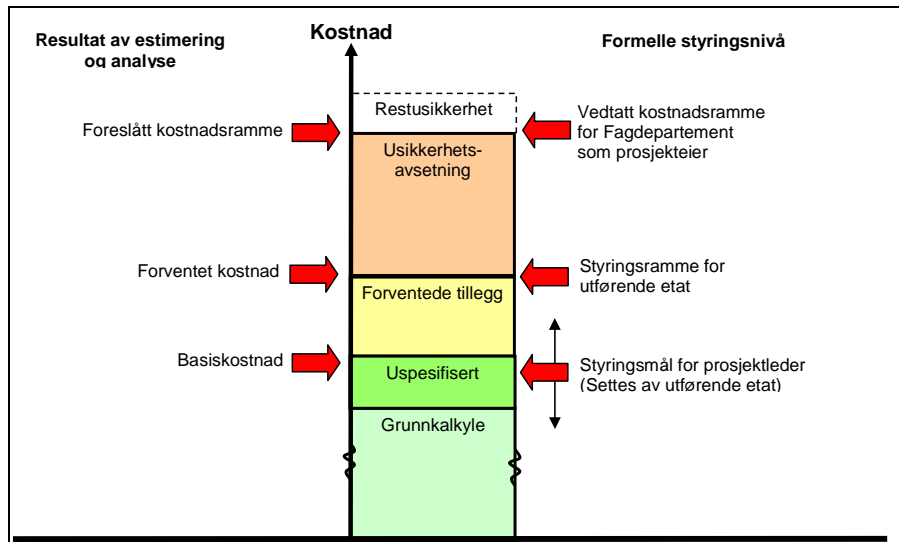 Resultat av estimering
og analyse
Kostnad
Formelle styringsnivå
Restusikkerhet
Foreslått kostnadsramme
Vedtatt kostnadsramme
for Fagdepartement
som prosjekteier
Usikkerhets-
avsetning
Forventet kostnad
Styringsramme for
utførende etat
Forventede tillegg
Basiskostnad
Styringsmål for prosjektleder
(Settes av utførende etat)
Uspesifisert
Grunnkalkyle